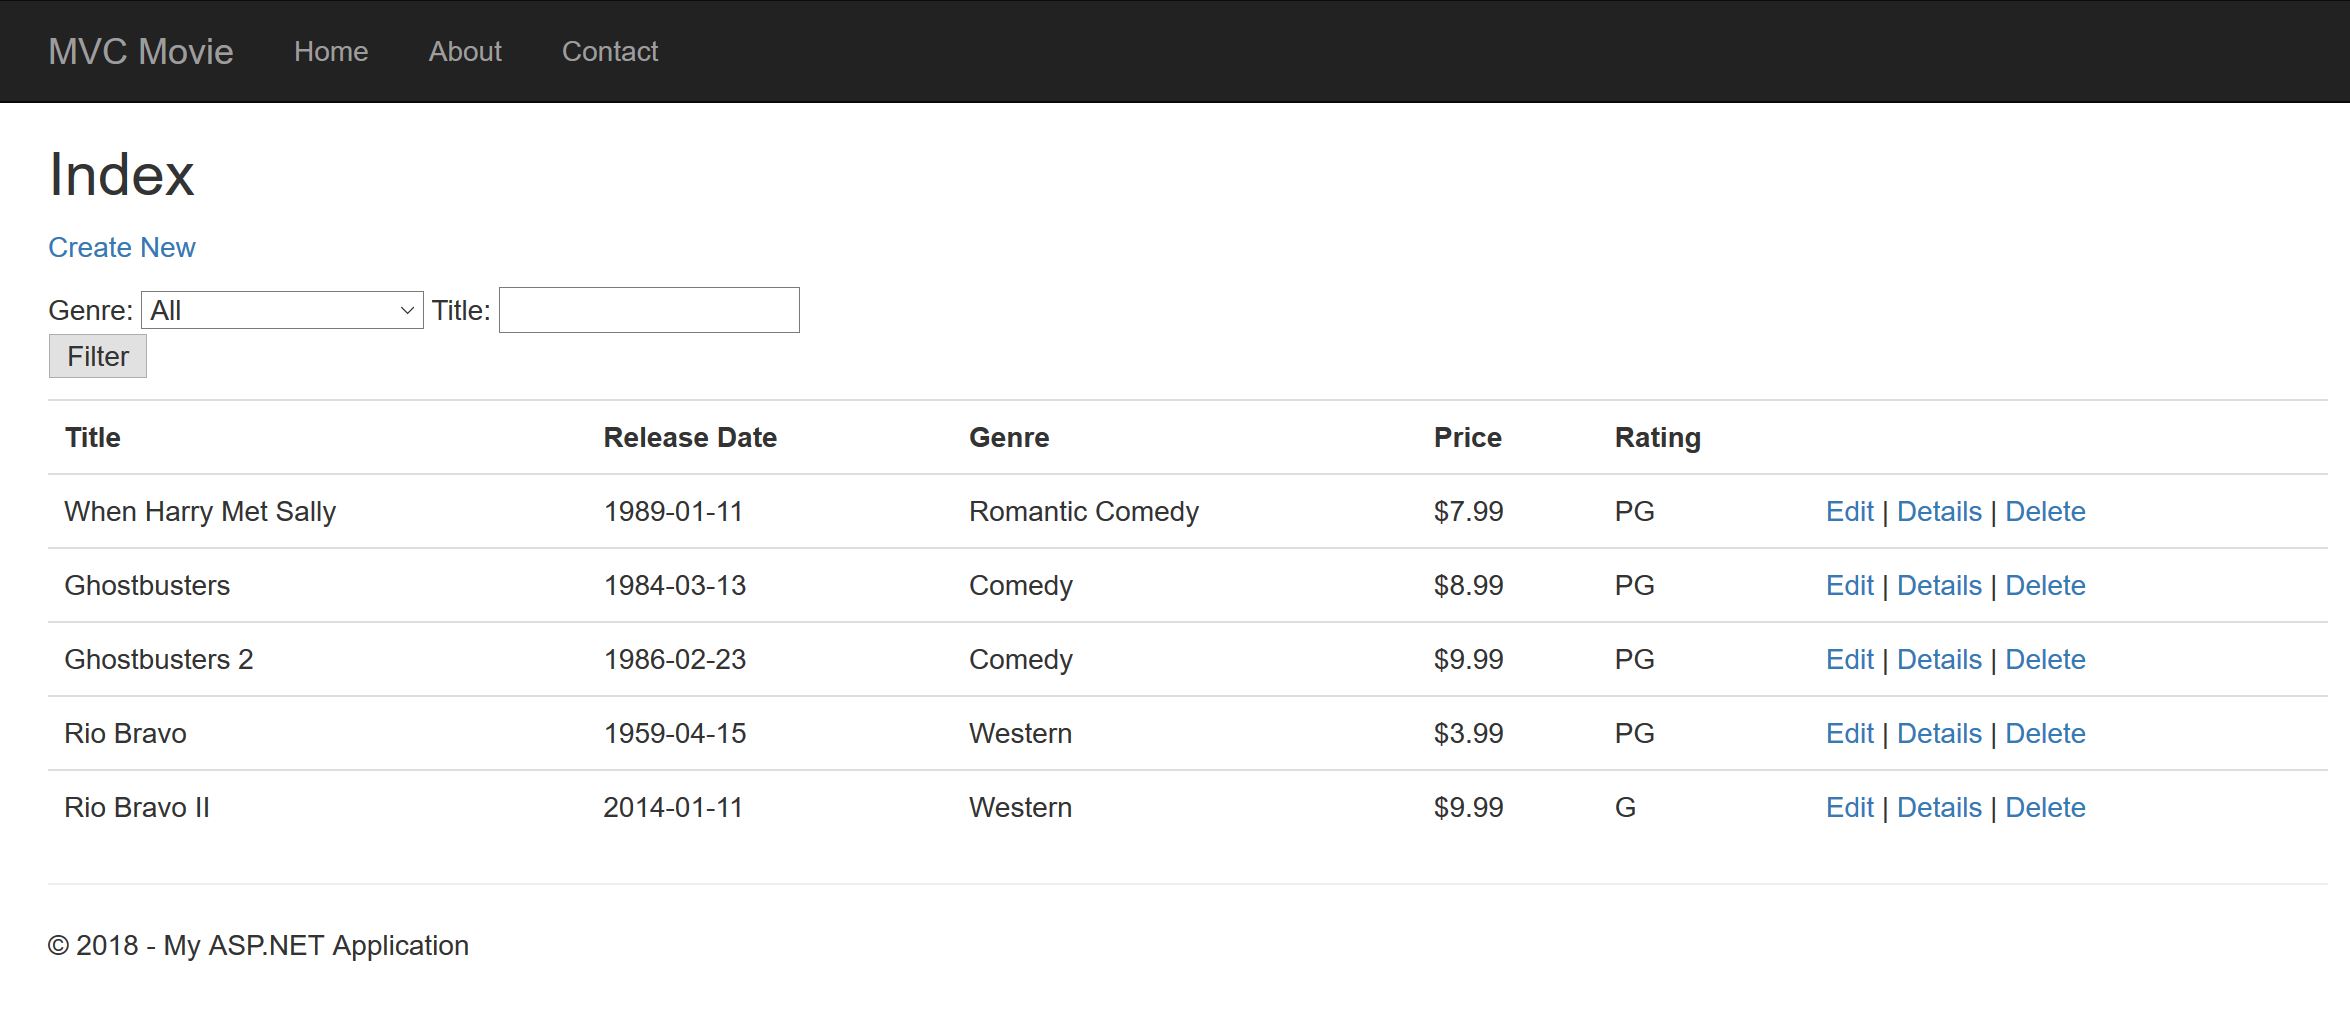 MVC Movie Home About Contact
Index
Create New
Genre: All Title:
Filter
Title Release Date Genre Price Rating
When Harry Met Sally 1989-01-11 Romantic Comedy $7.99 PG Edit | Details | Delete
Ghostbusters 1984-03-13 Comedy $8.99 PG Edit | Details | Delete
Ghostbusters 2 1986-02-23 Comedy $9.99 PG Edit | Details | Delete
Rio Bravo 1959-04-15 Western $3.99 PG Edit | Details | Delete
Rio Bravo II 2014-01-11 Western $9.99 G Edit | Details | Delete
© 2018 - My ASP.NET Application